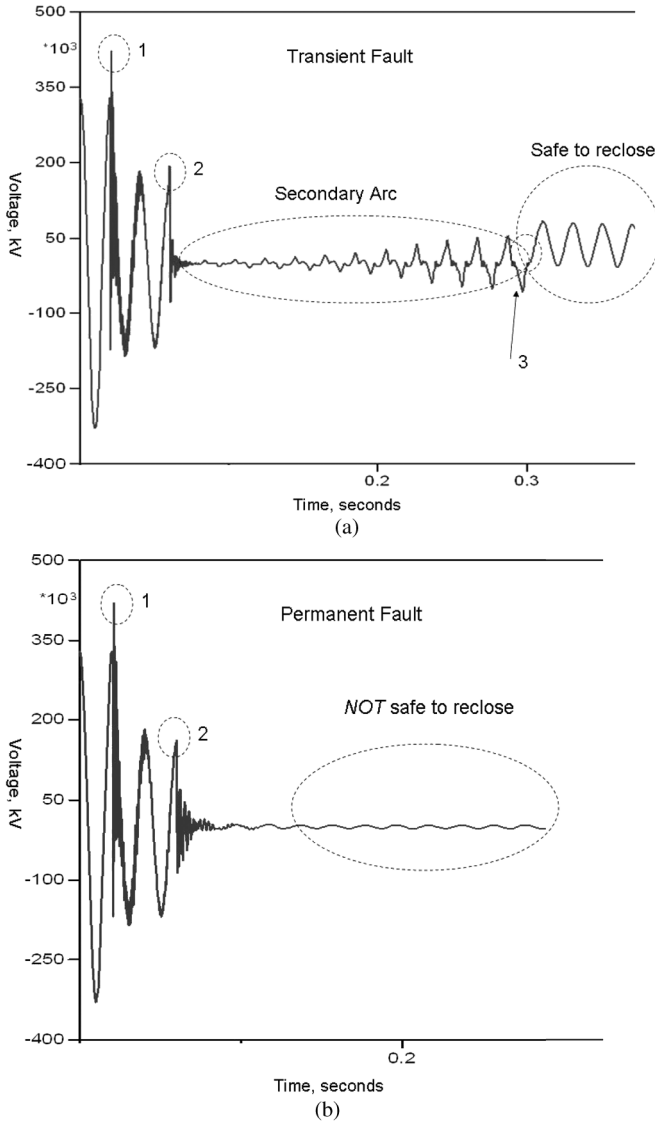 500
*10³
1
Transient Fault
350
200
2
Safe to reclose
Secondary Arc
Voltage, kV
50
-100
3
-250
-400
0.2
0.3
Time, seconds
(a)
500
*10³
1
Permanent Fault
350
200
2
NOT safe to reclose
Voltage, kV
50
-100
-250
-400
0.2
Time, seconds
(b)